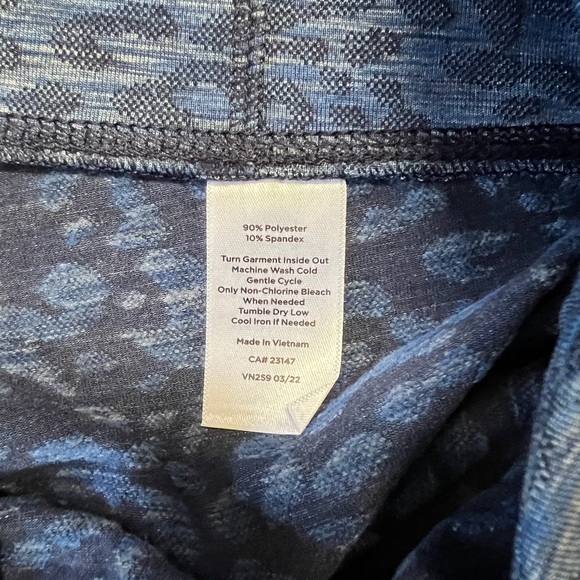 90% Polyester
10% Spandex
Turn Garment Inside Out
Machine Wash Cold
Gentle Cycle
Only Non-Chlorine Bleach
When Needed
Tumble Dry Low
Cool Iron If Needed
Made In Vietnam
CA# 23147
VN259 03/22